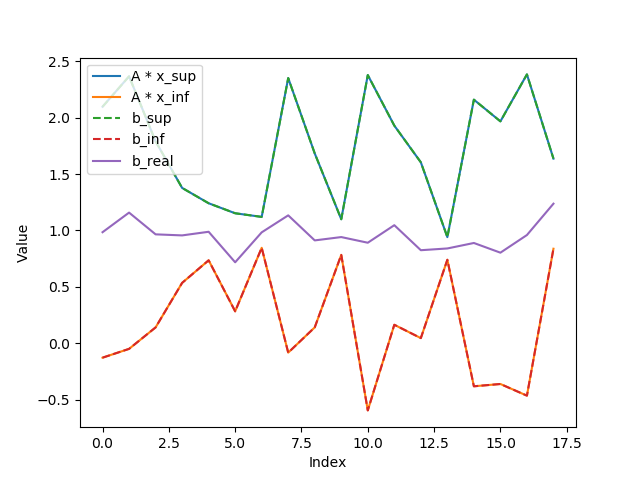 A * x_sup
A * x_inf
b_sup
b_inf
b_real
2.5
2.0
1.5
1.0
0.5
0.0
−0.5
Value
0.0 2.5 5.0 7.5 10.0 12.5 15.0 17.5
Index